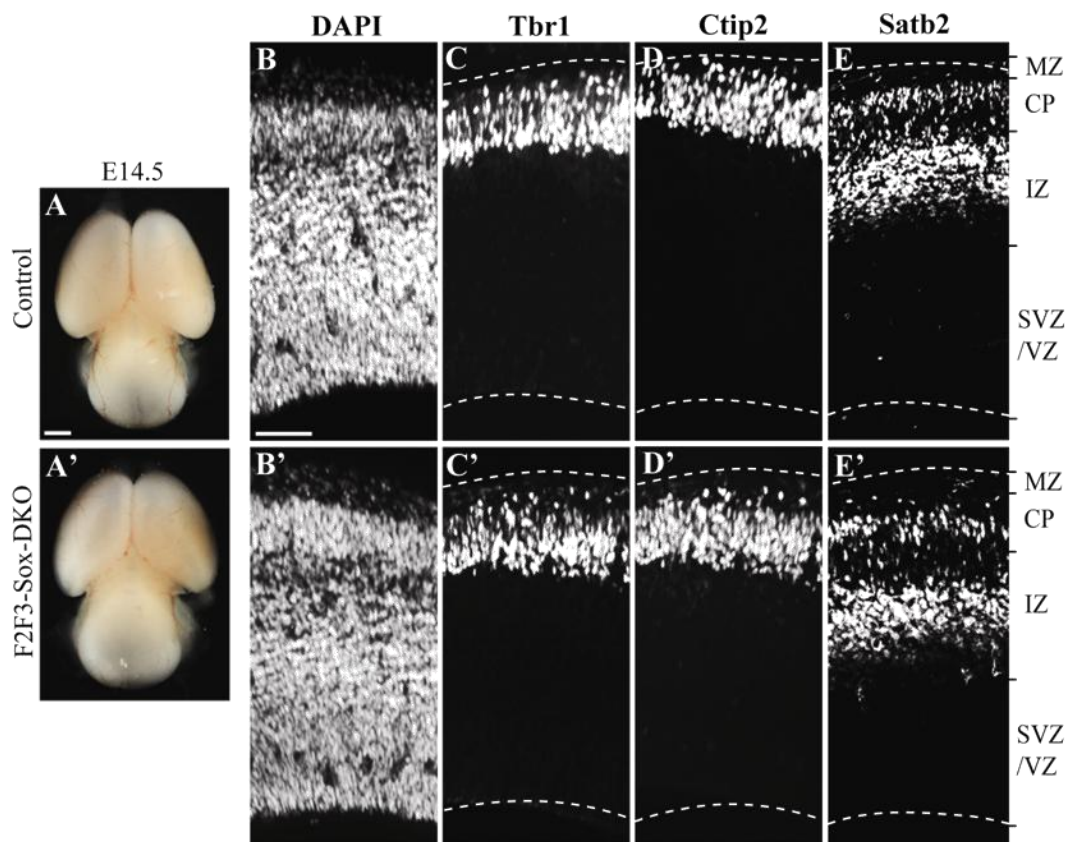 DAPI Tbr1 Ctip2 Satb2
B C D E MZ
CP
E14.5
A IZ
Control
SVZ
/VZ
A’ B’ C’ D’ E’ MZ
CP
F2F3-Sox-DKO
IZ
SVZ
/VZ